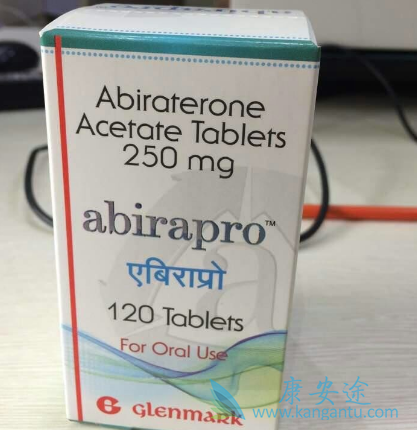 Abiraterone
Acetate Tablets
250 mg
abirapro™
एबिराप्रो
120 Tablets
For Oral Use
glenmark
康安途
www.kangantu.com